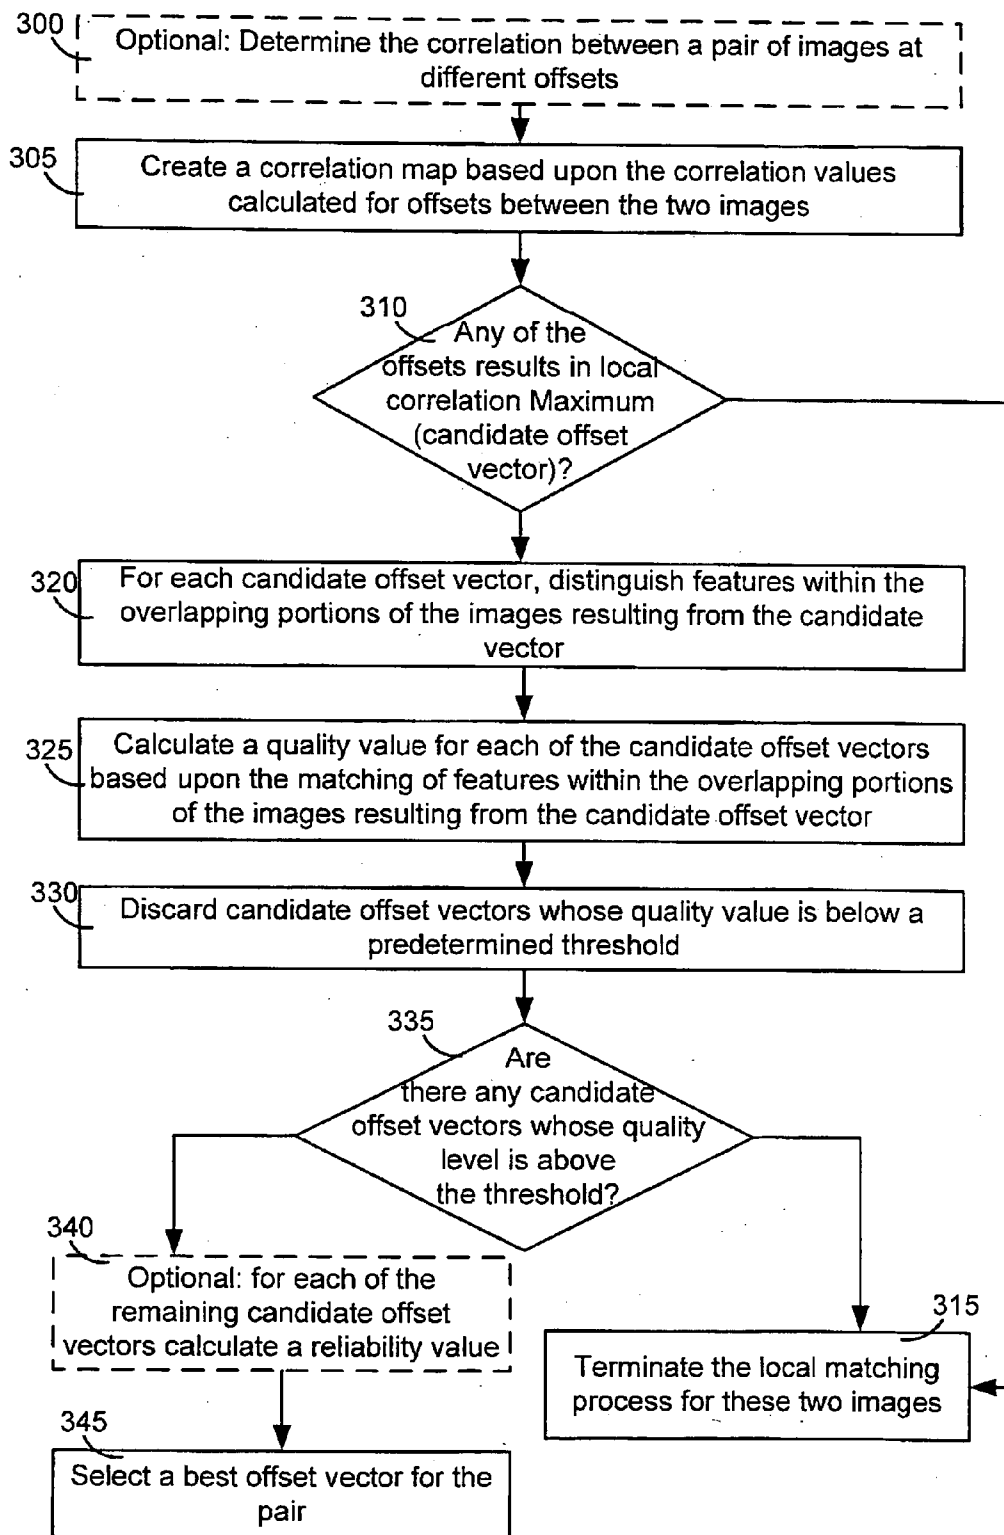 300
Optional: Determine the correlation between a pair of images at
different offsets
305
Create a correlation map based upon the correlation values
calculated for offsets between the two images
310
Any of the
offsets results in local
correlation Maximum
(candidate offset
vector)?
320
For each candidate offset vector, distinguish features within the
overlapping portions of the images resulting from the candidate
vector
325
Calculate a quality value for each of the candidate offset vectors
based upon the matching of features within the overlapping portions
of the images resulting from the candidate offset vector
330
Discard candidate offset vectors whose quality value is below a
predetermined threshold
335
Are
there any candidate
offset vectors whose quality
level is above
the threshold?
340
Optional: for each of the
remaining candidate offset
vectors calculate a reliability value
315
Terminate the local matching
process for these two images
345
Select a best offset vector for the
pair